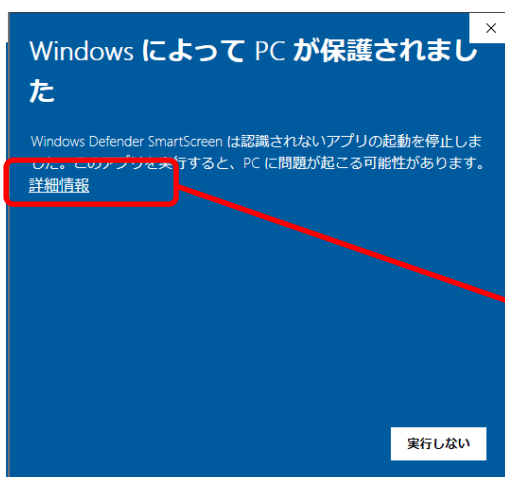 Windows によって PC が保護されまし
た
Windows Defender SmartScreen は認識されないアプリの起動を停止しま
した。このアプリを実行すると、PC に問題が起こる可能性があります。
詳細情報
実行しない